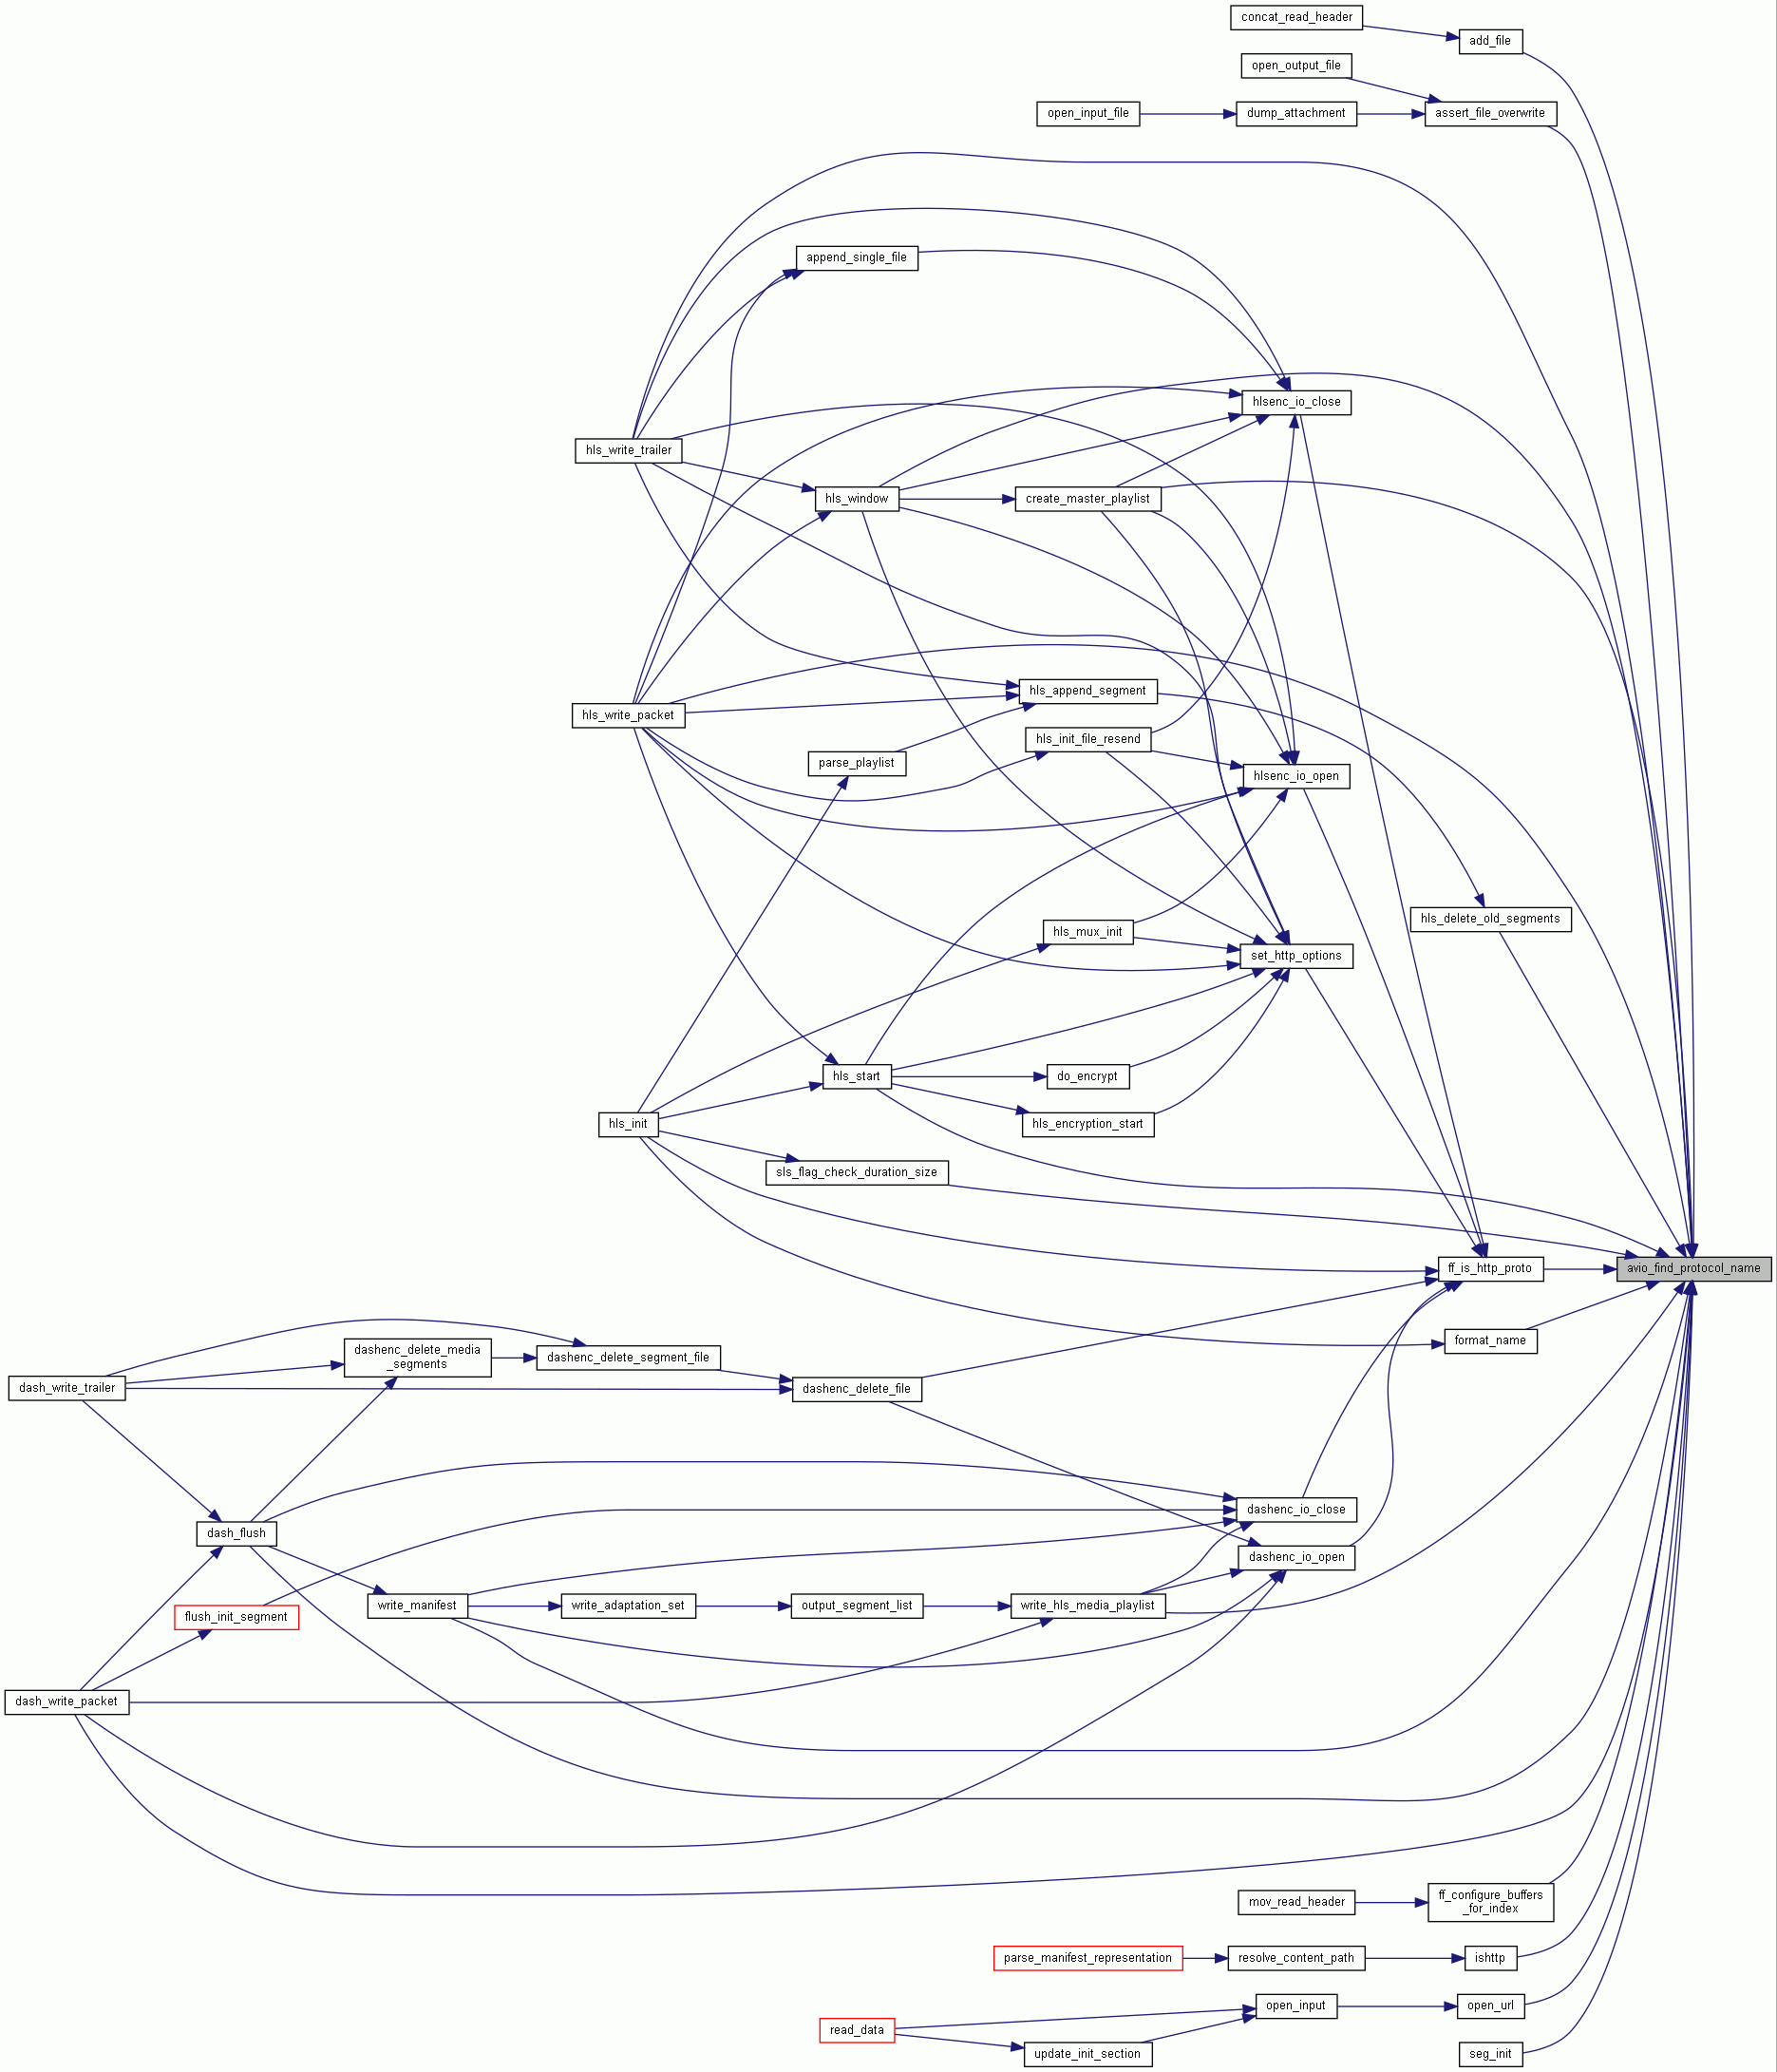 concat_read_header
add_file
open_output_file
open_input_file
dump_attachment
assert_file_overwrite
append_single_file
hlsenc_io_close
hls_write_trailer
hls_window
create_master_playlist
hls_append_segment
hls_write_packet
hls_init_file_resend
parse_playlist
hlsenc_io_open
hls_delete_old_segments
hls_mux_init
set_http_options
hls_start
do_encrypt
hls_init
hls_encryption_start
sls_flag_check_duration_size
ff_is_http_proto
avio_find_protocol_name
format_name
dashenc_delete_media
_segments
dashenc_delete_segment_file
dash_write_trailer
dashenc_delete_file
dashenc_io_close
dash_flush
dashenc_io_open
flush_init_segment
write_manifest
write_adaptation_set
output_segment_list
write_hls_media_playlist
dash_write_packet
mov_read_header
ff_configure_buffers
_for_index
parse_manifest_representation
resolve_content_path
ishttp
open_input
open_url
read_data
update_init_section
seg_init